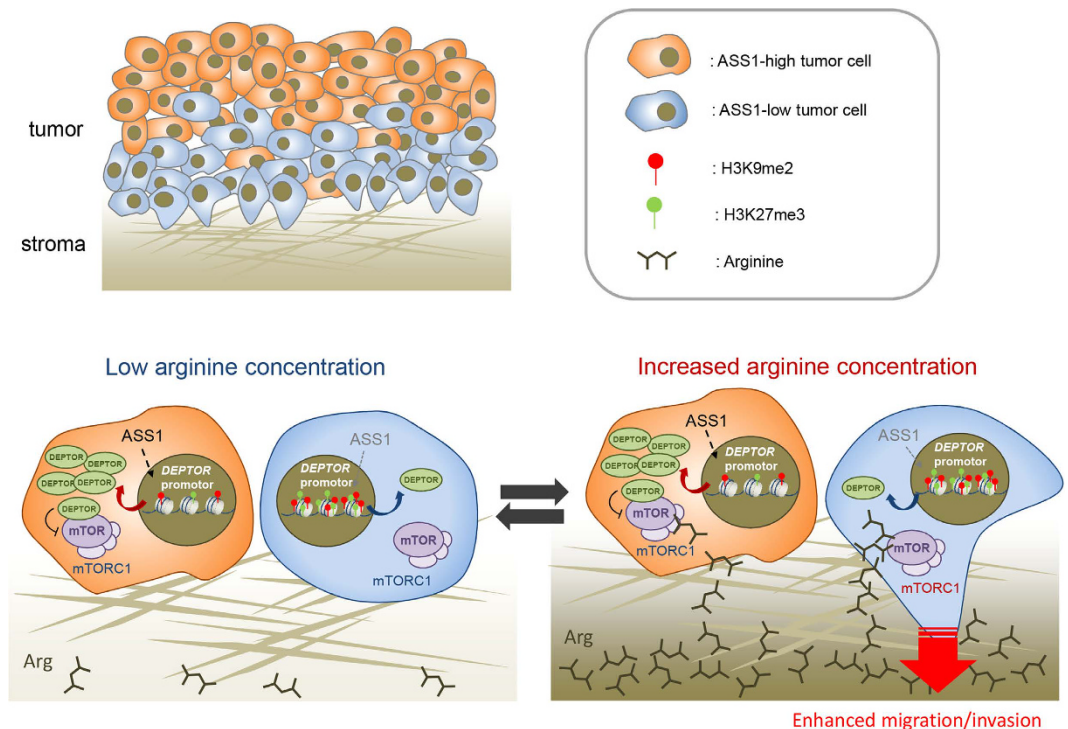 tumor
stroma
: ASS1-high tumor cell
: ASS1-low tumor cell
: H3K9me2
: H3K27me3
: Arginine
Low arginine concentration
ASS1
DEPTOR
promotor
DEPTOR
DEPTOR
DEPTOR
DEPTOR
DEPTOR
mTOR
mTORC1
ASS1
DEPTOR
promotor
DEPTOR
mTOR
mTORC1
Arg
Increased arginine concentration
ASS1
DEPTOR
promotor
DEPTOR
DEPTOR
DEPTOR
DEPTOR
DEPTOR
mTOR
mTORC1
ASS1
DEPTOR
promotor
DEPTOR
mTOR
mTORC1
Arg
Enhanced migration/invasion